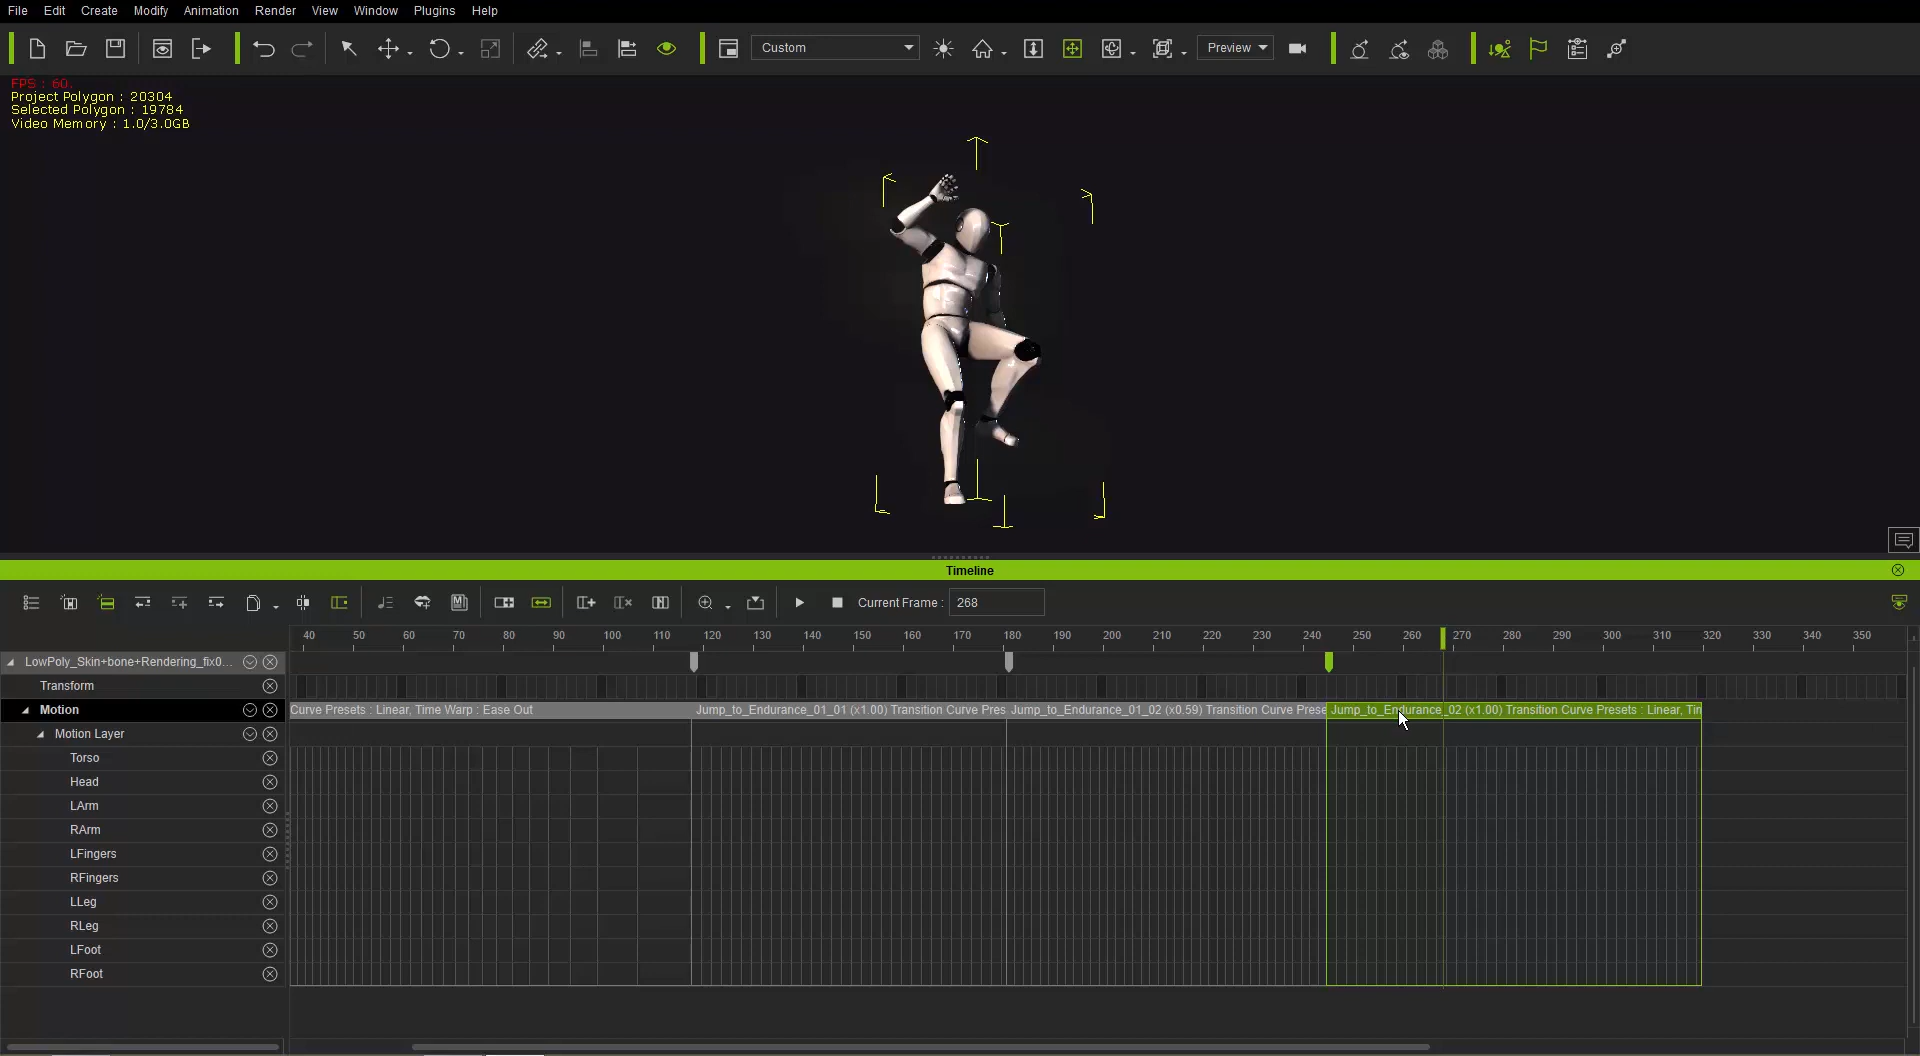 File Edit Create Modify Animation Render View Window Plugins Help
Custom Preview
FPS : 60
Project Polygon : 20304
Selected Polygon : 19784
Video Memory : 1.0/3.0GB
Timeline
Current Frame : 268
40 50 60 70 80 90 100 110 120 130 140 150 160 170 180 190 200 210 220 230 240 250 260 270 280 290 300 310 320 330 340 350
LowPoly_Skin+bone+Rendering_fix0...
Transform
Motion Curve Presets : Linear, Time Warp : Ease Out Jump_to_Endurance_01_01 (x1.00) Transition Curve Pres Jump_to_Endurance_01_02 (x0.59) Transition Curve Prese Jump_to_Endurance_02 (x1.00) Transition Curve Presets : Linear, Tin
Motion Layer
Torso
Head
LArm
RArm
LFingers
RFingers
LLeg
RLeg
LFoot
RFoot